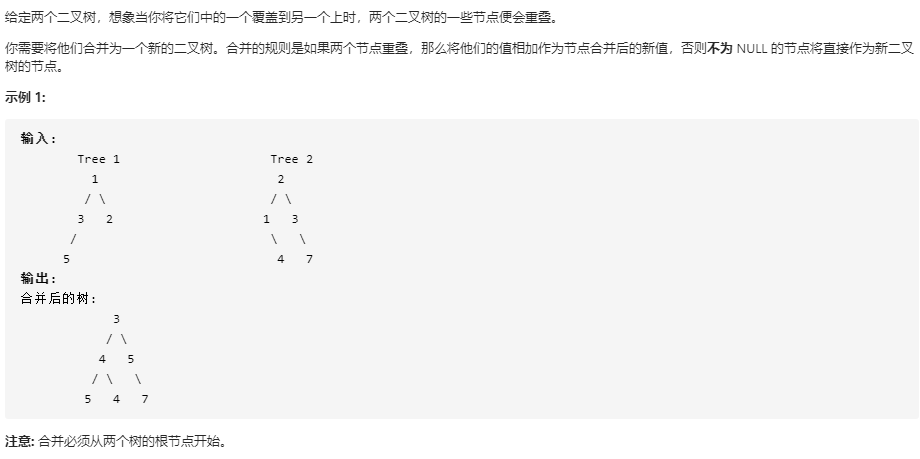 给定两个二叉树，想象当你将它们中的一个覆盖到另一个上时，两个二叉树的一些节点便会重叠。
你需要将他们合并为一个新的二叉树。合并的规则是如果两个节点重叠，那么将他们的值相加作为节点合并后的新值，否则不为 NULL 的节点将直接作为新二叉
树的节点。
示例 1:
输入:
Tree 1                     Tree 2
1                         2
/ \                       / \
3   2                     1   3
/                           \   \
5                             4   7
输出:
合并后的树:
3
/ \
4   5
/ \   \
5   4   7
注意: 合并必须从两个树的根节点开始。